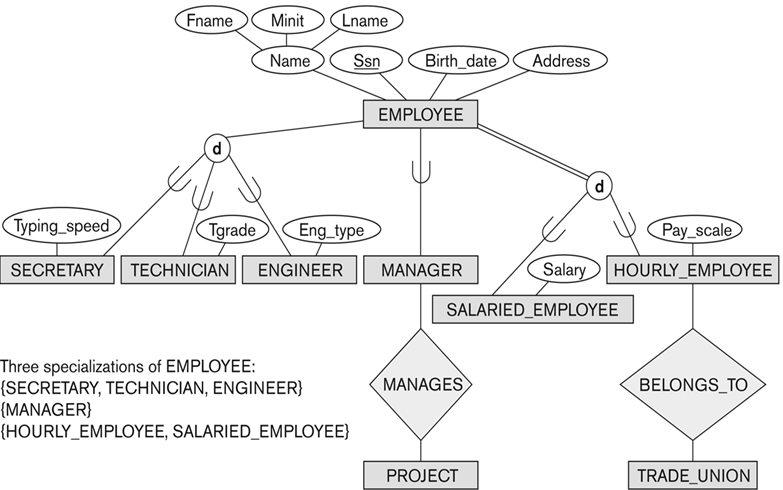 Fname Minit Lname
Name Ssn Birth_date Address
EMPLOYEE
d
d
Typing_speed Tgrade Eng_type Pay_scale
SECRETARY TECHNICIAN ENGINEER MANAGER Salary HOURLY_EMPLOYEE
SALARIED_EMPLOYEE
Three specializations of EMPLOYEE:
{SECRETARY, TECHNICIAN, ENGINEER}
{MANAGER}
{HOURLY_EMPLOYEE, SALARIED_EMPLOYEE}
MANAGES BELONGS_TO
PROJECT TRADE_UNION